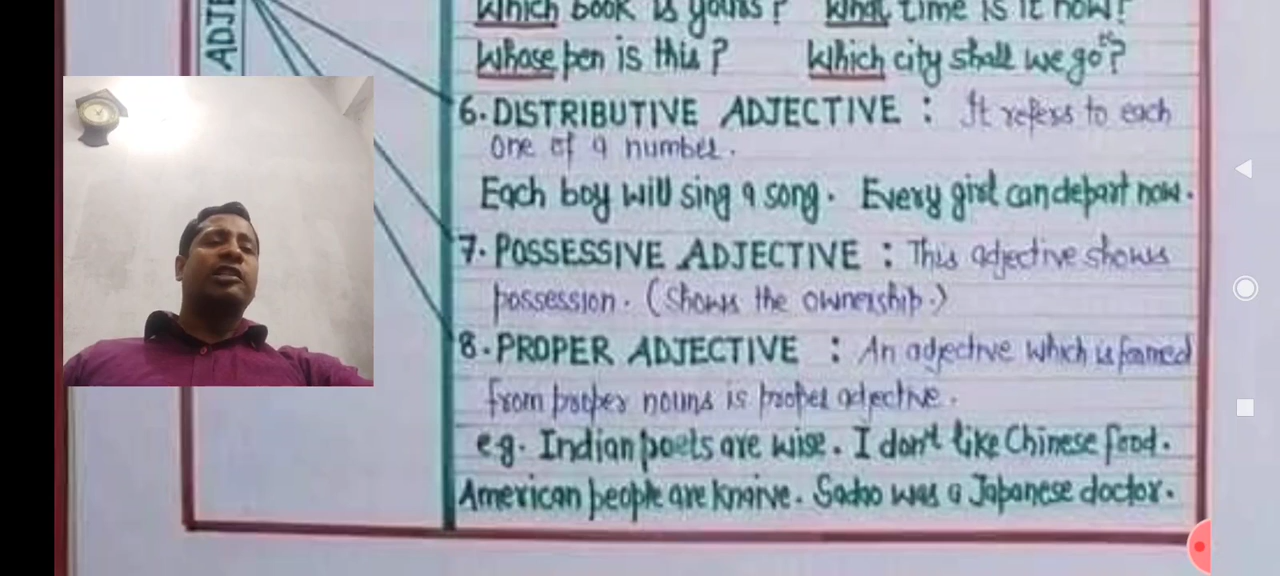 ADJE
Which book is yours? What time is it now?
Whose pen is this? Which city shall we go to?
6. DISTRIBUTIVE ADJECTIVE : It refers to each
one of a number.
Each boy will sing a song. Every girl can depart now.
7. POSSESSIVE ADJECTIVE : This adjective shows
possession. (Shows the ownership.)
8. PROPER ADJECTIVE : An adjective which is formed
from proper nouns is proper adjective.
e.g. Indian poets are wise. I don't like Chinese food.
American people are knaive. Sadao was a Japanese doctor.